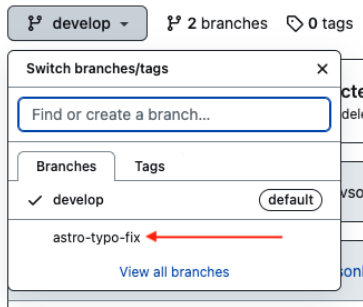 develop 2 branches 0 tags
Switch branches/tags
Find or create a branch...
Branches Tags
develop default
astro-typo-fix
View all branches